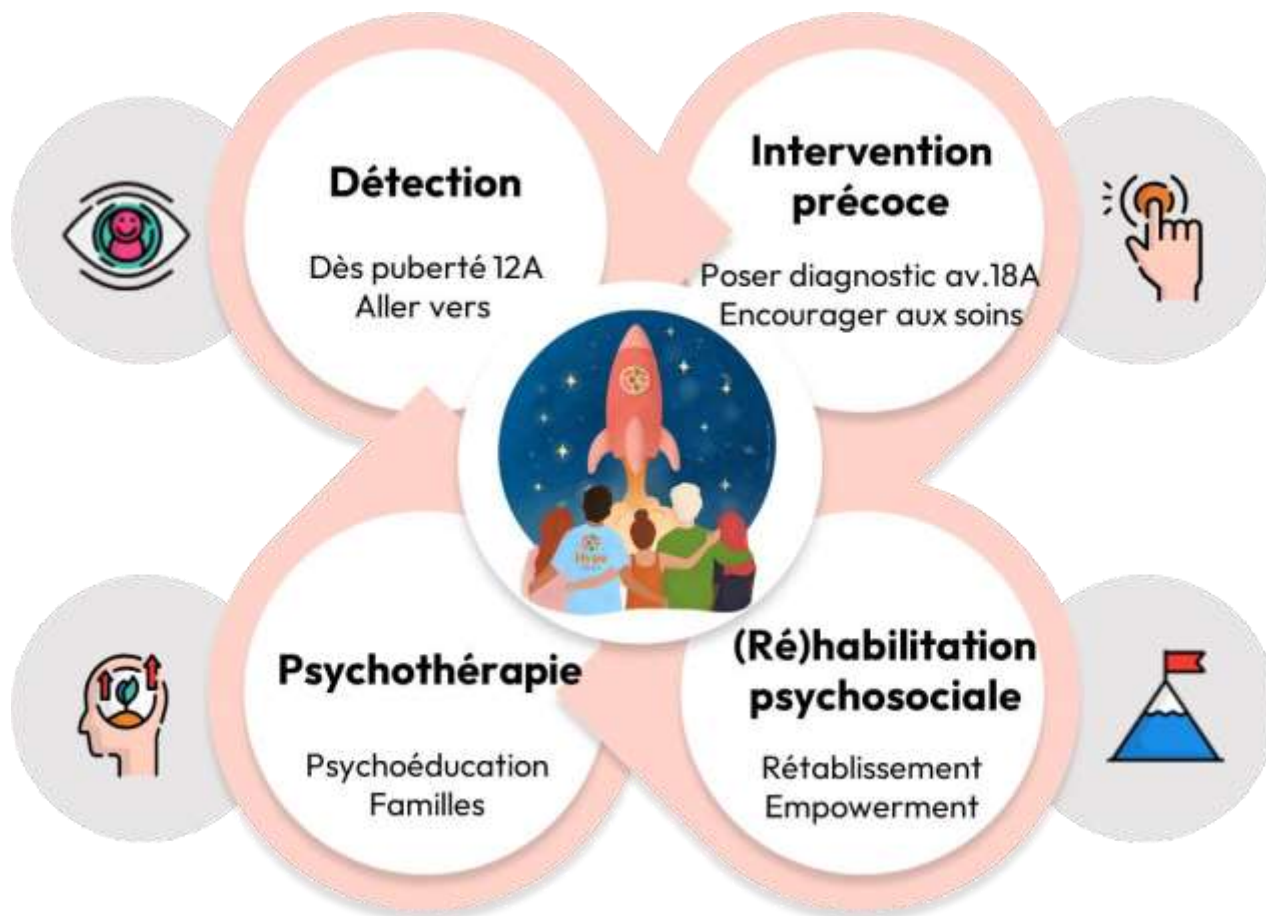 Détection
Dès puberté 12A
Aller vers
Intervention
précoce
Poser diagnostic av.18A
Encourager aux soins
Psychothérapie
Psychoéducation
Familles
(Ré)habilitation
psychosociale
Rétablissement
Empowerment